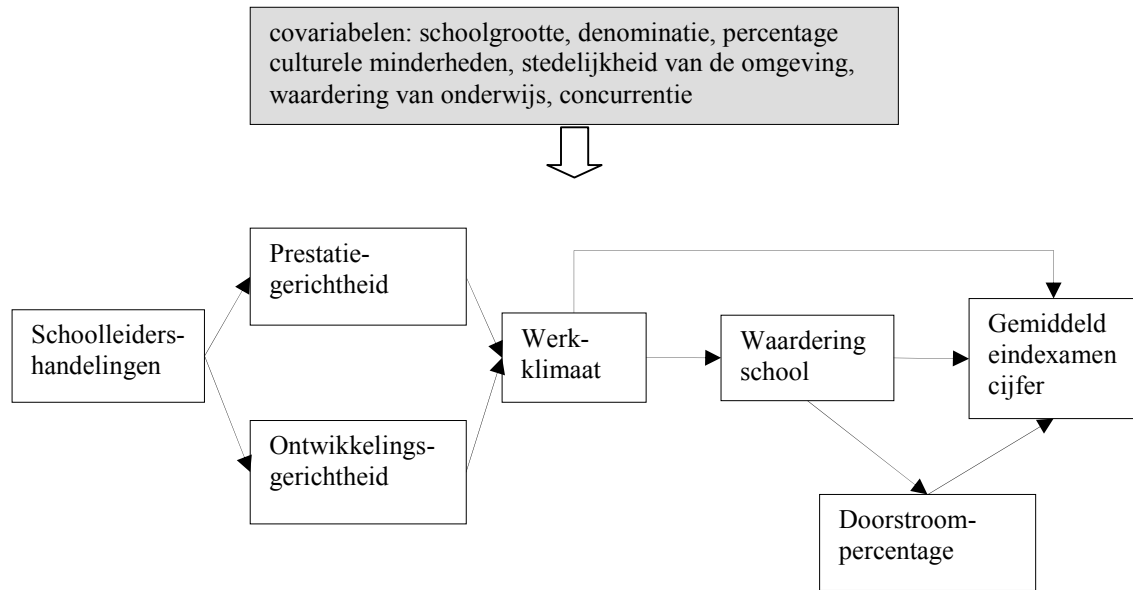 covariabelen: schoolgrootte, denominatie, percentage
culturele minderheden, stedelijkheid van de omgeving,
waardering van onderwijs, concurrentie
Prestatie-
gerichtheid
Schoolleiders-
handelingen
Ontwikkelings-
gerichtheid
Werk-
klimaat
Waardering
school
Gemiddeld
eindexamen
cijfer
Doorstroom-
percentage